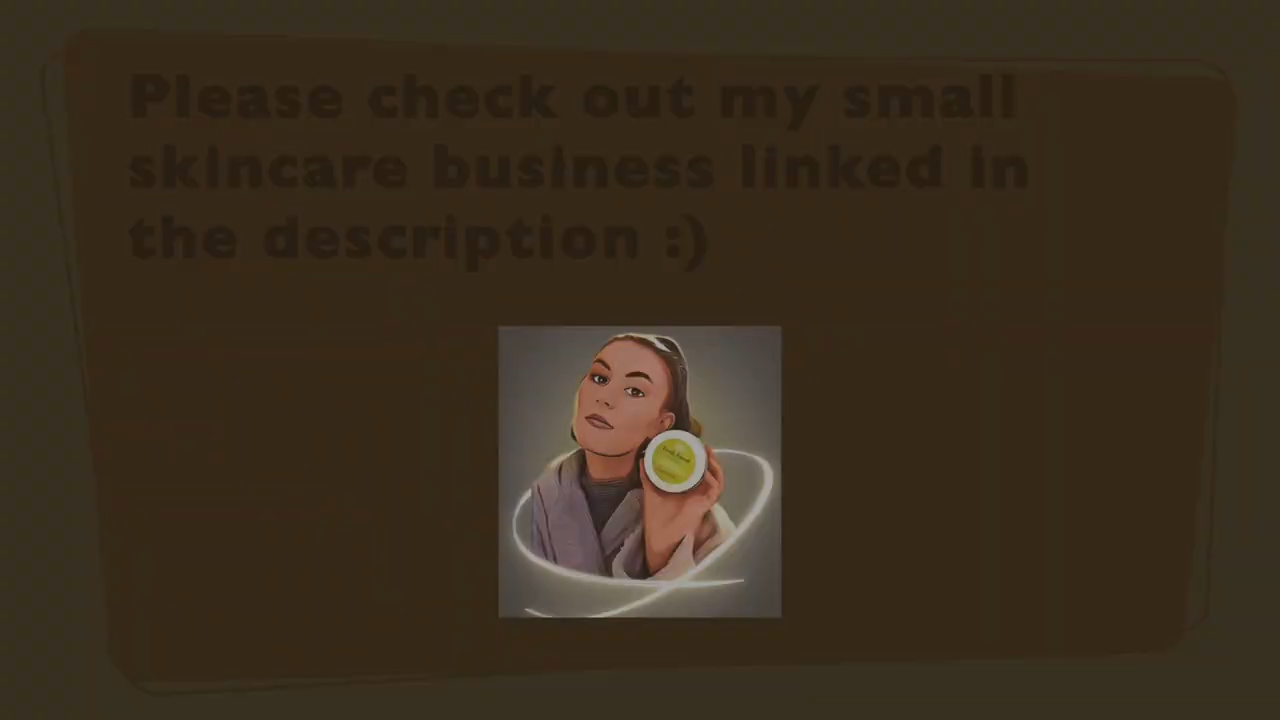 Please check out my small
skincare business linked in
the description :)